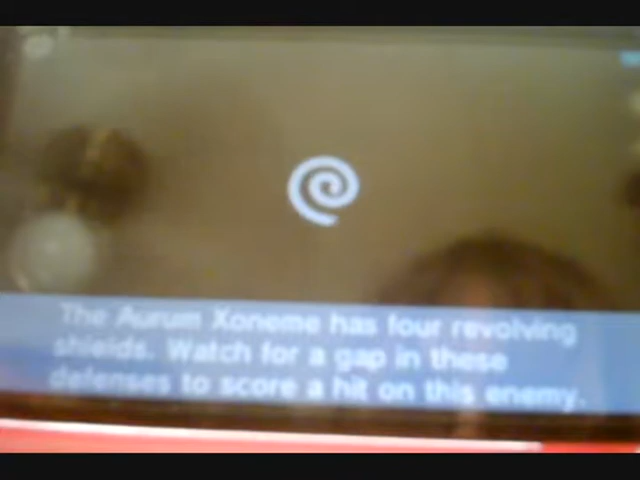 The Aurum Xoneme has four revolving
shields. Watch for a gap in these
defenses to score a hit on this enemy.